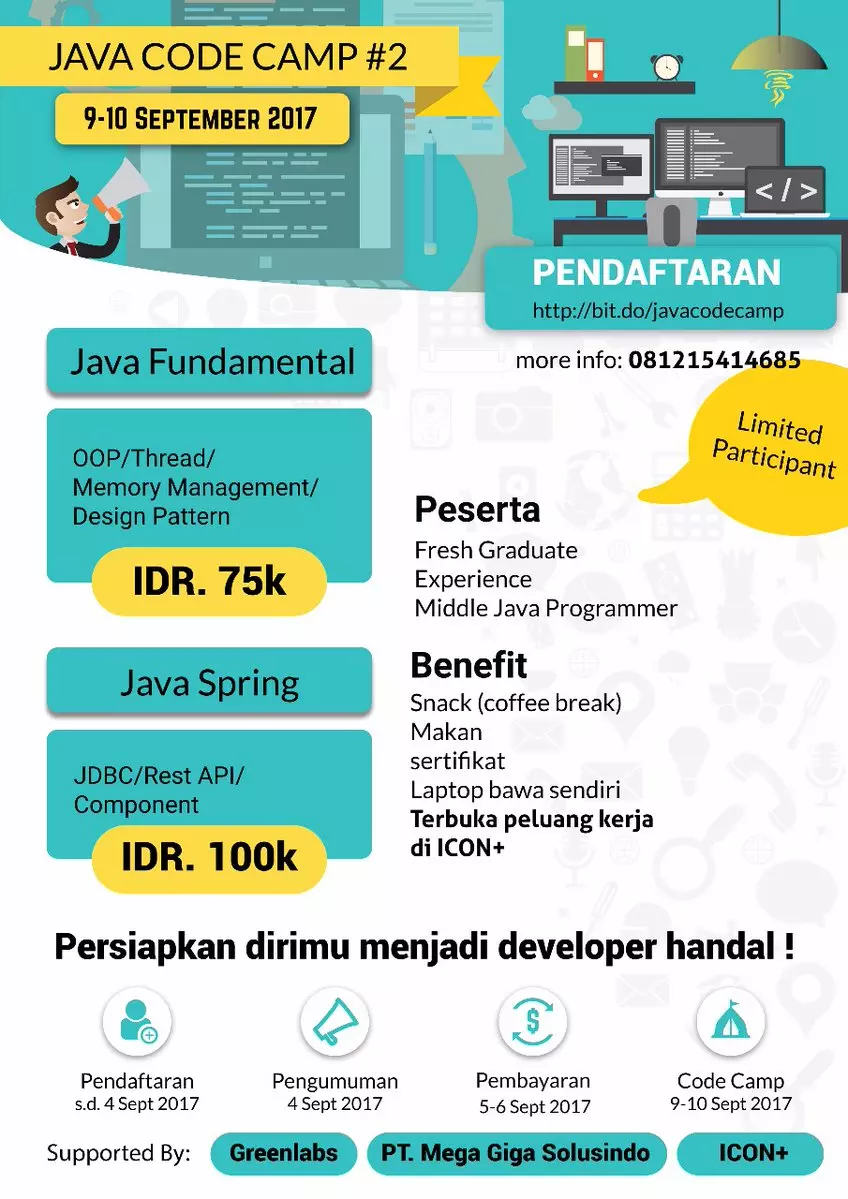 JAVA CODE CAMP #2
9-10 SEPTEMBER 2017
</>
PENDAFTARAN
http://bit.do/javacodecamp
more info: 081215414685
Limited
Participant
Java Fundamental
OOP/Thread/
Memory Management/
Design Pattern
IDR. 75k
Java Spring
JDBC/Rest API/
Component
IDR. 100k
Peserta
Fresh Graduate
Experience
Middle Java Programmer
Benefit
Snack (coffee break)
Makan
sertifikat
Laptop bawa sendiri
Terbuka peluang kerja
di ICON+
Persiapkan dirimu menjadi developer handal !
Pendaftaran
s.d. 4 Sept 2017
Pengumuman
4 Sept 2017
Pembayaran
5-6 Sept 2017
Code Camp
9-10 Sept 2017
Supported By: Greenlabs PT. Mega Giga Solusindo ICON+